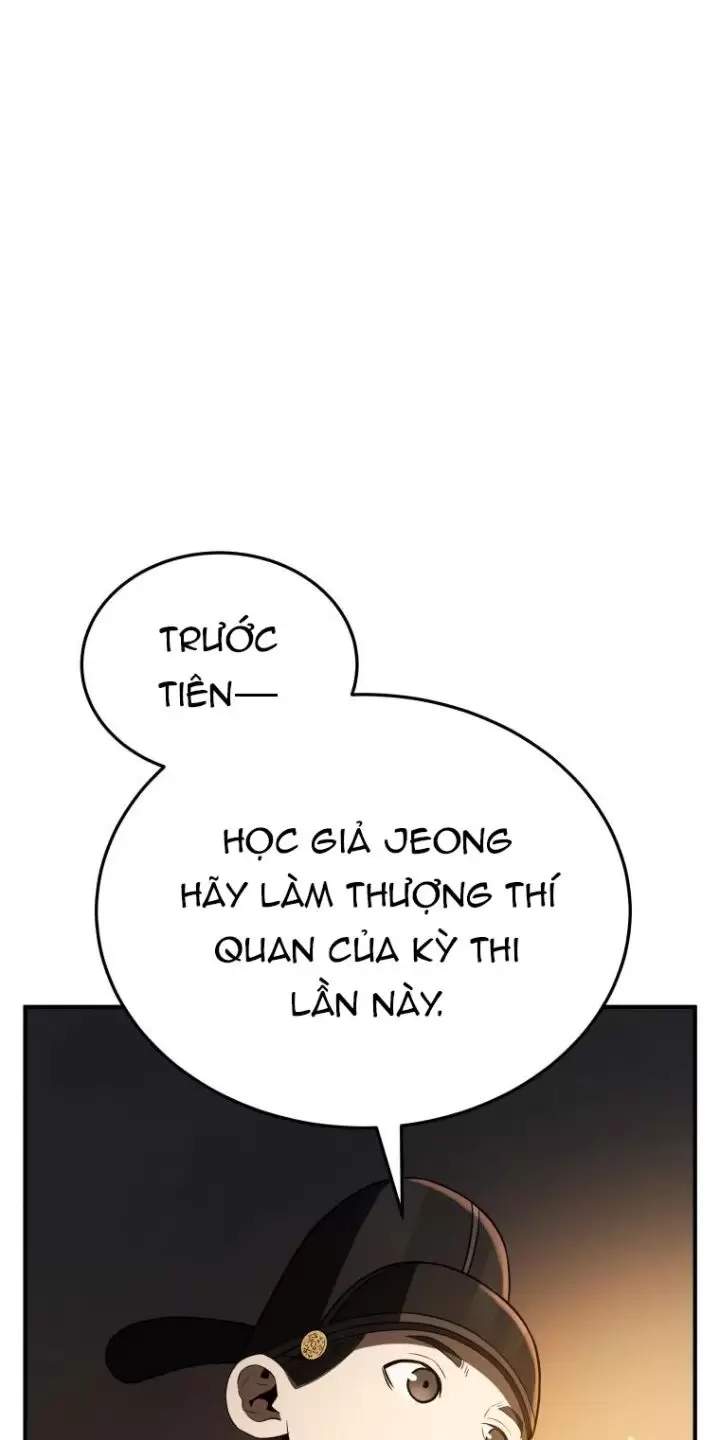 TRƯỚC
TIÊN—
HỌC GIẢ JEONG
HÃY LÀM THƯỢNG THÍ
QUAN CỦA KỲ THI
LẦN NÀY.